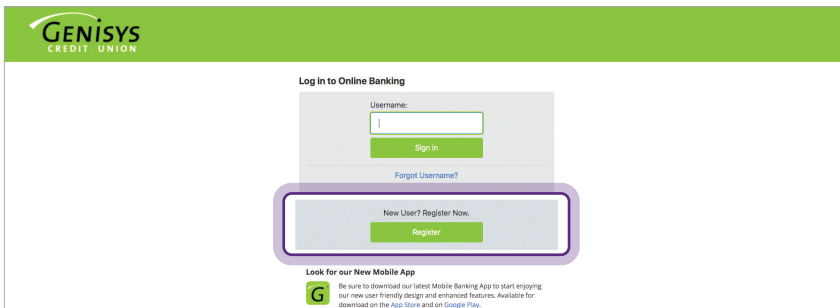 GENISYS
CREDIT UNION
Log in to Online Banking
Username:
Sign in
Forgot Username?
New User? Register Now.
Register
Look for our New Mobile App
G
Be sure to download our latest Mobile Banking App to start enjoying
our new user friendly design and enhanced features. Available for
download on the App Store and on Google Play.